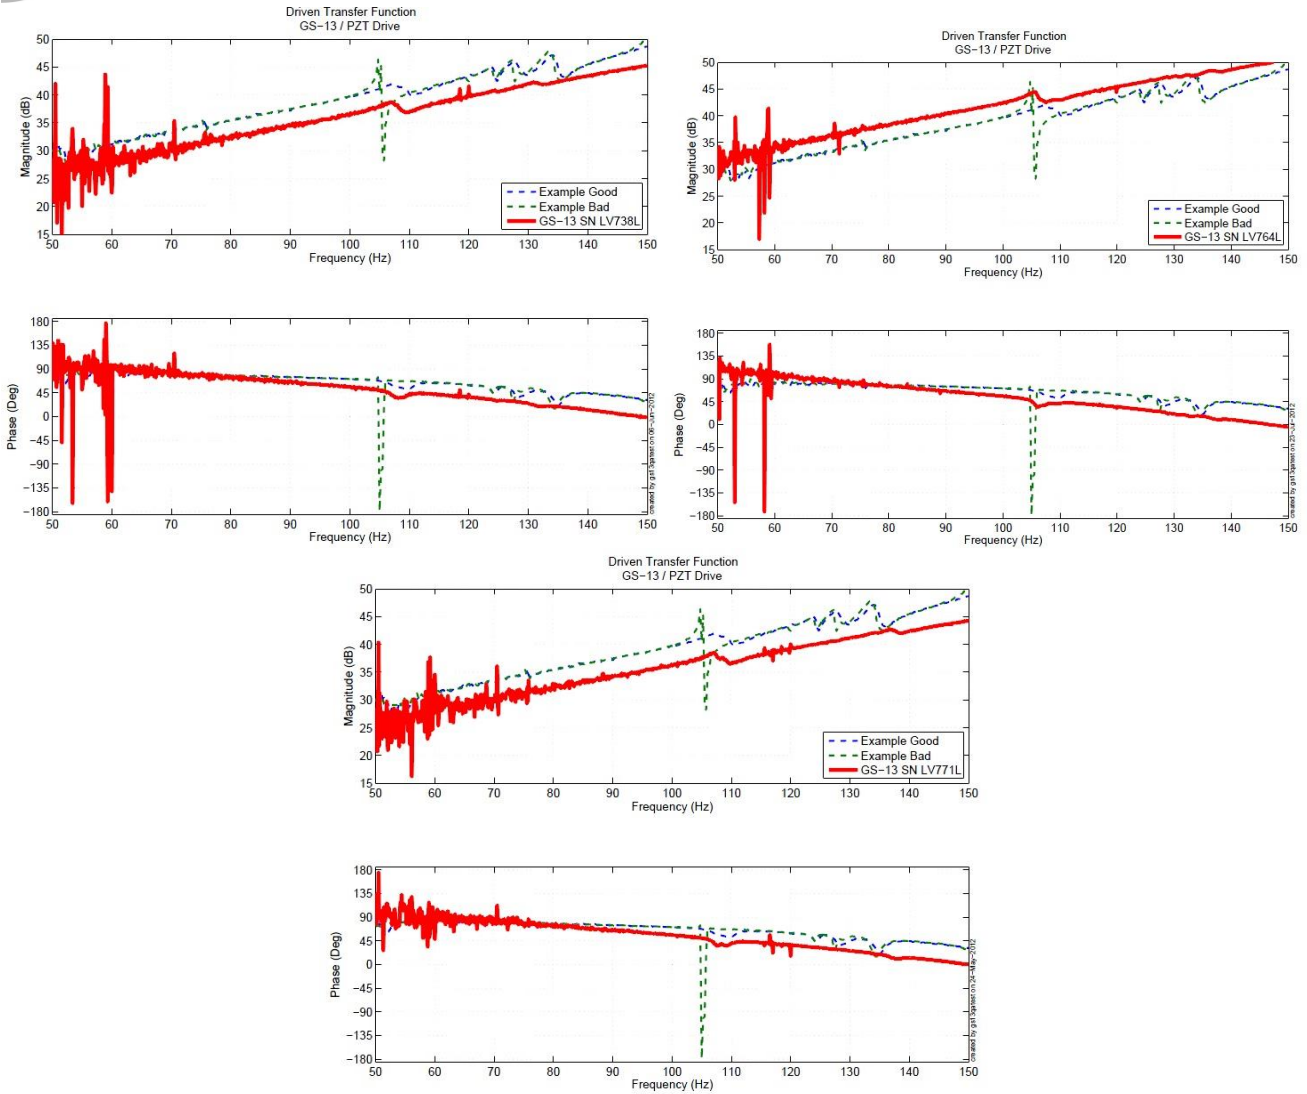 Driven Transfer Function
GS−13 / PZT Drive
50
45
40
35
30
25
20
15
Magnitude (dB)
Example Good
Example Bad
GS−13 SN LV738L
50 60 70 80 90 100 110 120 130 140 150
Frequency (Hz)
180
135
90
45
0
−45
−90
−135
−180
Phase (Deg)
50 60 70 80 90 100 110 120 130 140 150
Frequency (Hz)
Driven Transfer Function
GS−13 / PZT Drive
50
45
40
35
30
25
20
15
Magnitude (dB)
Example Good
Example Bad
GS−13 SN LV764L
50 60 70 80 90 100 110 120 130 140 150
Frequency (Hz)
180
135
90
45
0
−45
−90
−135
−180
Phase (Deg)
50 60 70 80 90 100 110 120 130 140 150
Frequency (Hz)
Driven Transfer Function
GS−13 / PZT Drive
50
45
40
35
30
25
20
15
Magnitude (dB)
Example Good
Example Bad
GS−13 SN LV771L
50 60 70 80 90 100 110 120 130 140 150
Frequency (Hz)
180
135
90
45
0
−45
−90
−135
−180
Phase (Deg)
created by gs13qatest on 24−May−2012
50 60 70 80 90 100 110 120 130 140 150
Frequency (Hz)